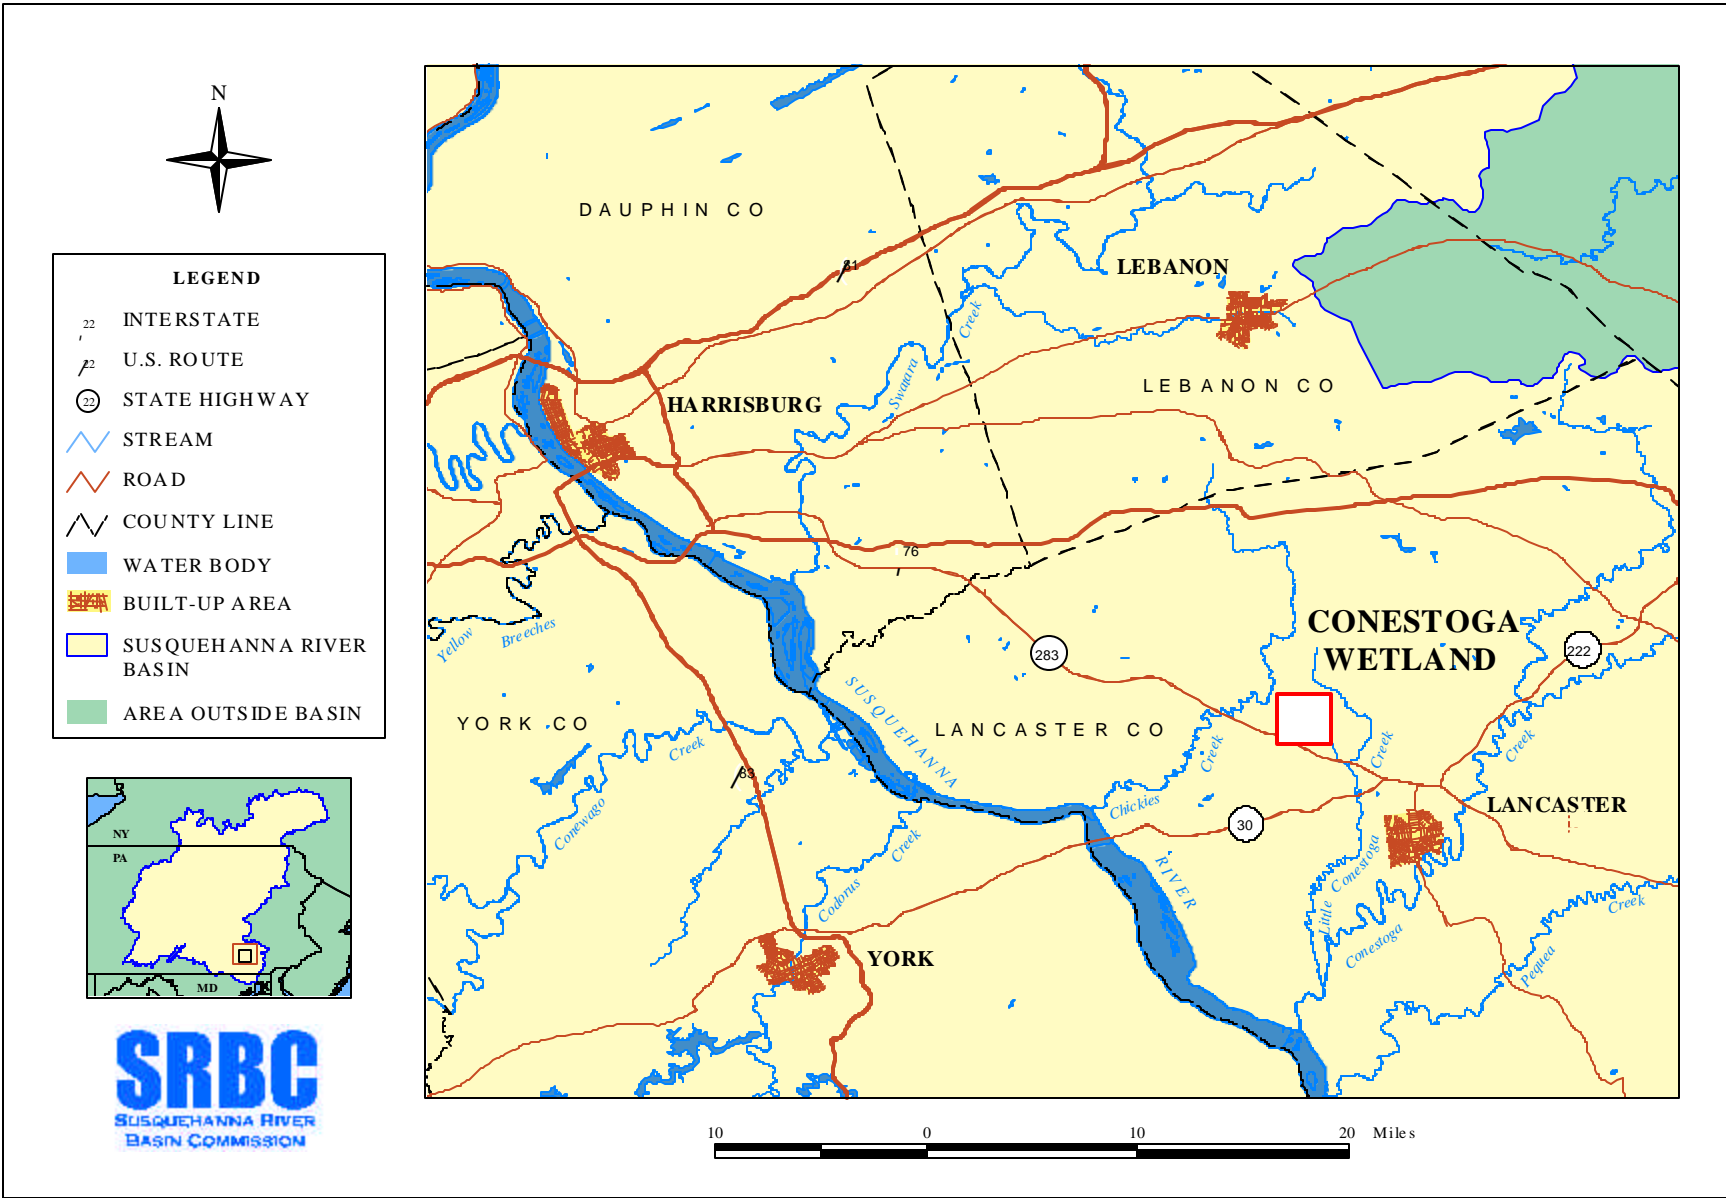 N
LEGEND
22 INTERSTATE
22 U.S. ROUTE
22 STATE HIGHWAY
STREAM
ROAD
COUNTY LINE
WATER BODY
BUILT-UP AREA
SUSQUEHANNA RIVER
BASIN
AREA OUTSIDE BASIN
NY
PA
MD
SRBC
SUSQUEHANNA RIVER
BASIN COMMISSION
DAUPHIN CO
81
LEBANON
Creek
Swatara
LEBANON CO
HARRISBURG
76
Yellow
Breeches
283
CONESTOGA
WETLAND
222
YORK CO
Creek
Conewago
83
SUSQUEHANNA
RIVER
LANCASTER CO
Creek
Chickies
Creek
Little
Conestoga
Creek
Conestoga
30
LANCASTER
Creek
Codorus
YORK
Creek
Pequea
10 0 10 20 Miles